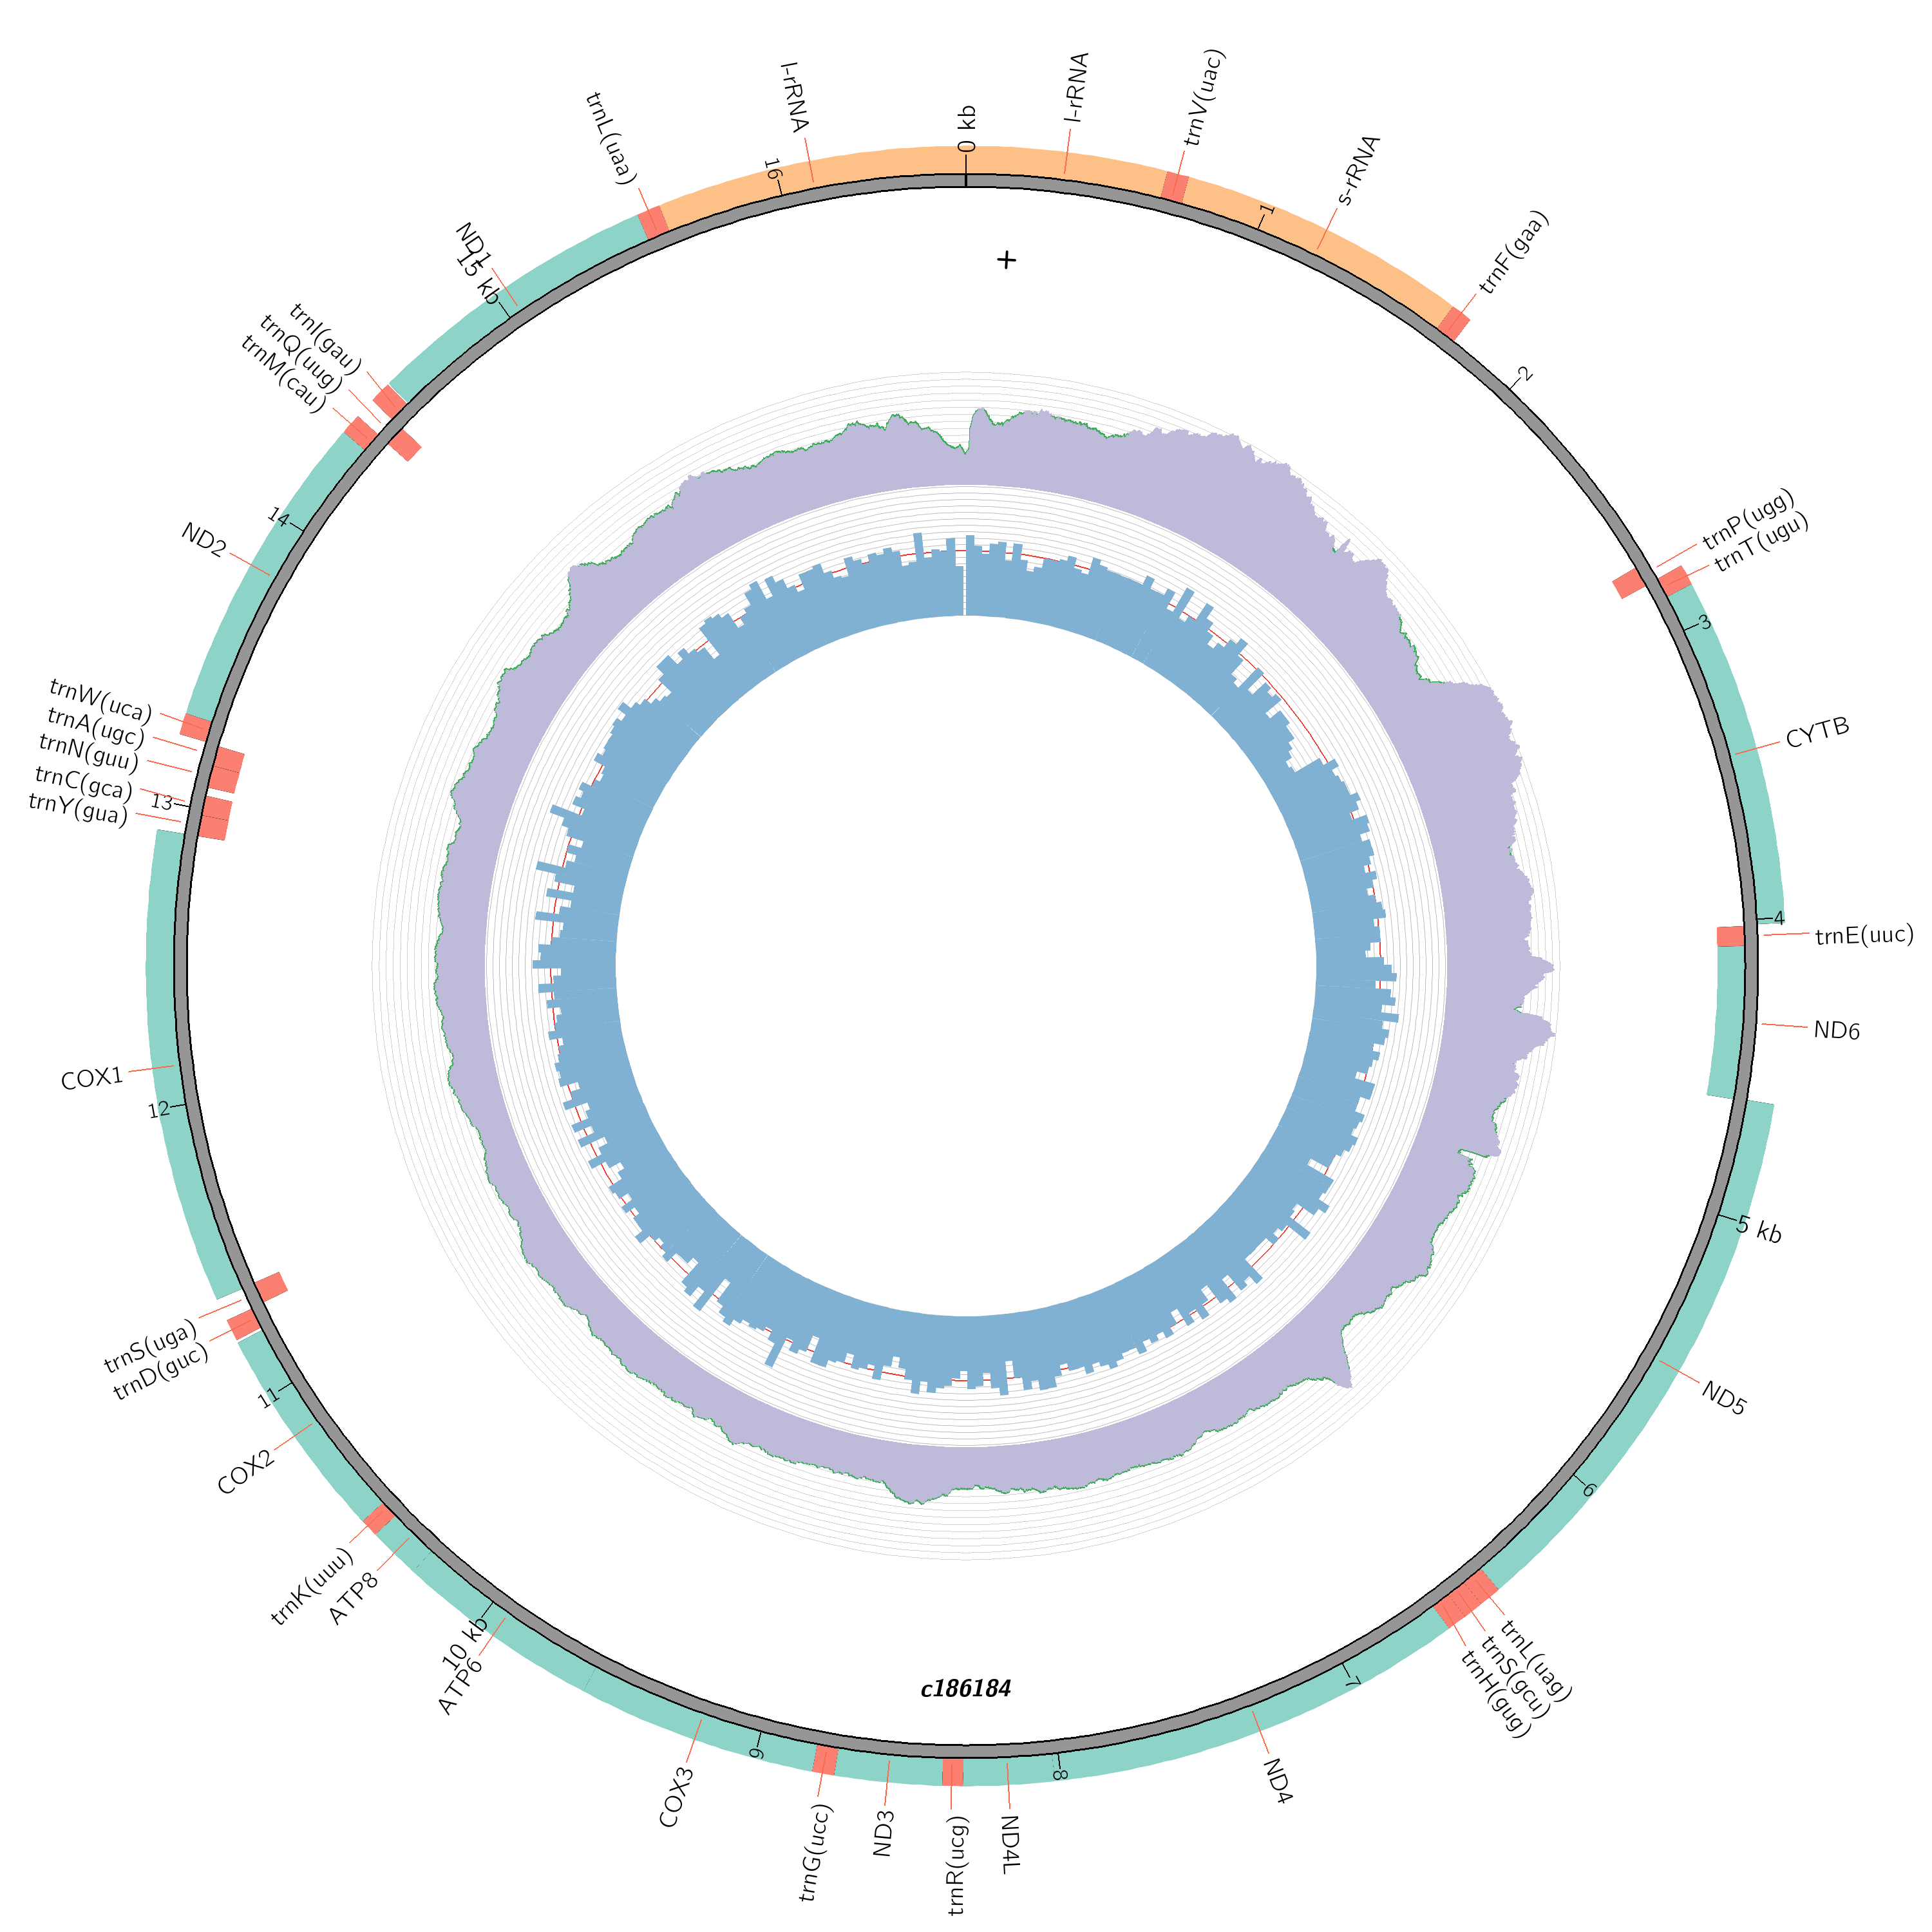 0 kb
l-rRNA
trnV(uac)
1
s-rRNA
trnF(gaa)
2
trnP(ugg)
trnT(ugu)
3
CYTB
4
trnE(uuc)
ND6
5 kb
ND5
6
trnL(uag)
trnS(gcu)
trnH(gug)
7
ND4
8
ND4L
trnR(ucg)
ND3
trnG(ucc)
9
COX3
ATP6
10 kb
ATP8
trnK(uuu)
COX2
11
trnD(guc)
trnS(uga)
12
COX1
trnY(gua)
13
trnC(gca)
trnN(guu)
trnA(ugc)
trnW(uca)
ND2
14
trnM(cau)
trnQ(uug)
trnI(gau)
15 kb
ND1
trnL(uaa)
16
l-rRNA
+
c186184